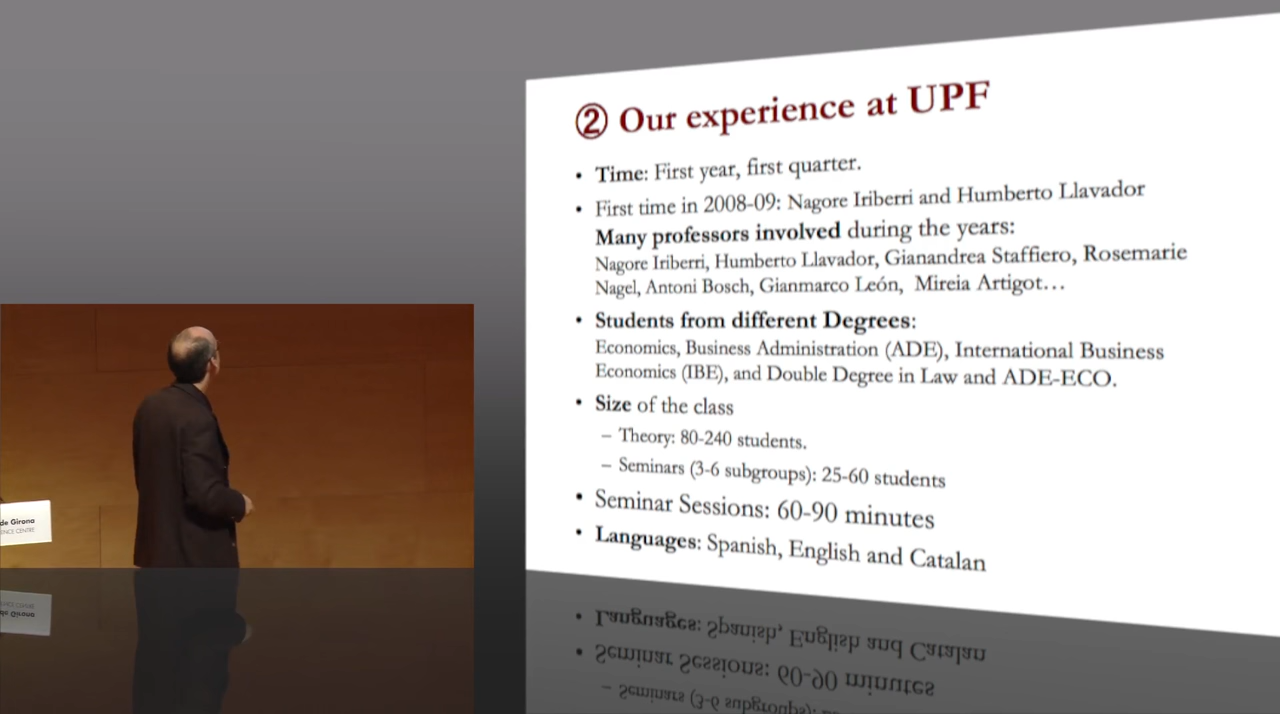 ② Our experience at UPF
• Time: First year, first quarter.
• First time in 2008-09: Nagore Iriberri and Humberto Llavador
Many professors involved during the years:
Nagore Iriberri, Humberto Llavador, Gianandrea Staffiero, Rosemarie
Nagel, Antoni Bosch, Gianmarco León, Mireia Artigot…
• Students from different Degrees:
Economics, Business Administration (ADE), International Business
Economics (IBE), and Double Degree in Law and ADE-ECO.
• Size of the class
– Theory: 80-240 students.
– Seminars (3-6 subgroups): 25-60 students
• Seminar Sessions: 60-90 minutes
• Languages: Spanish, English and Catalan
de Girona
ENCE CENTRE